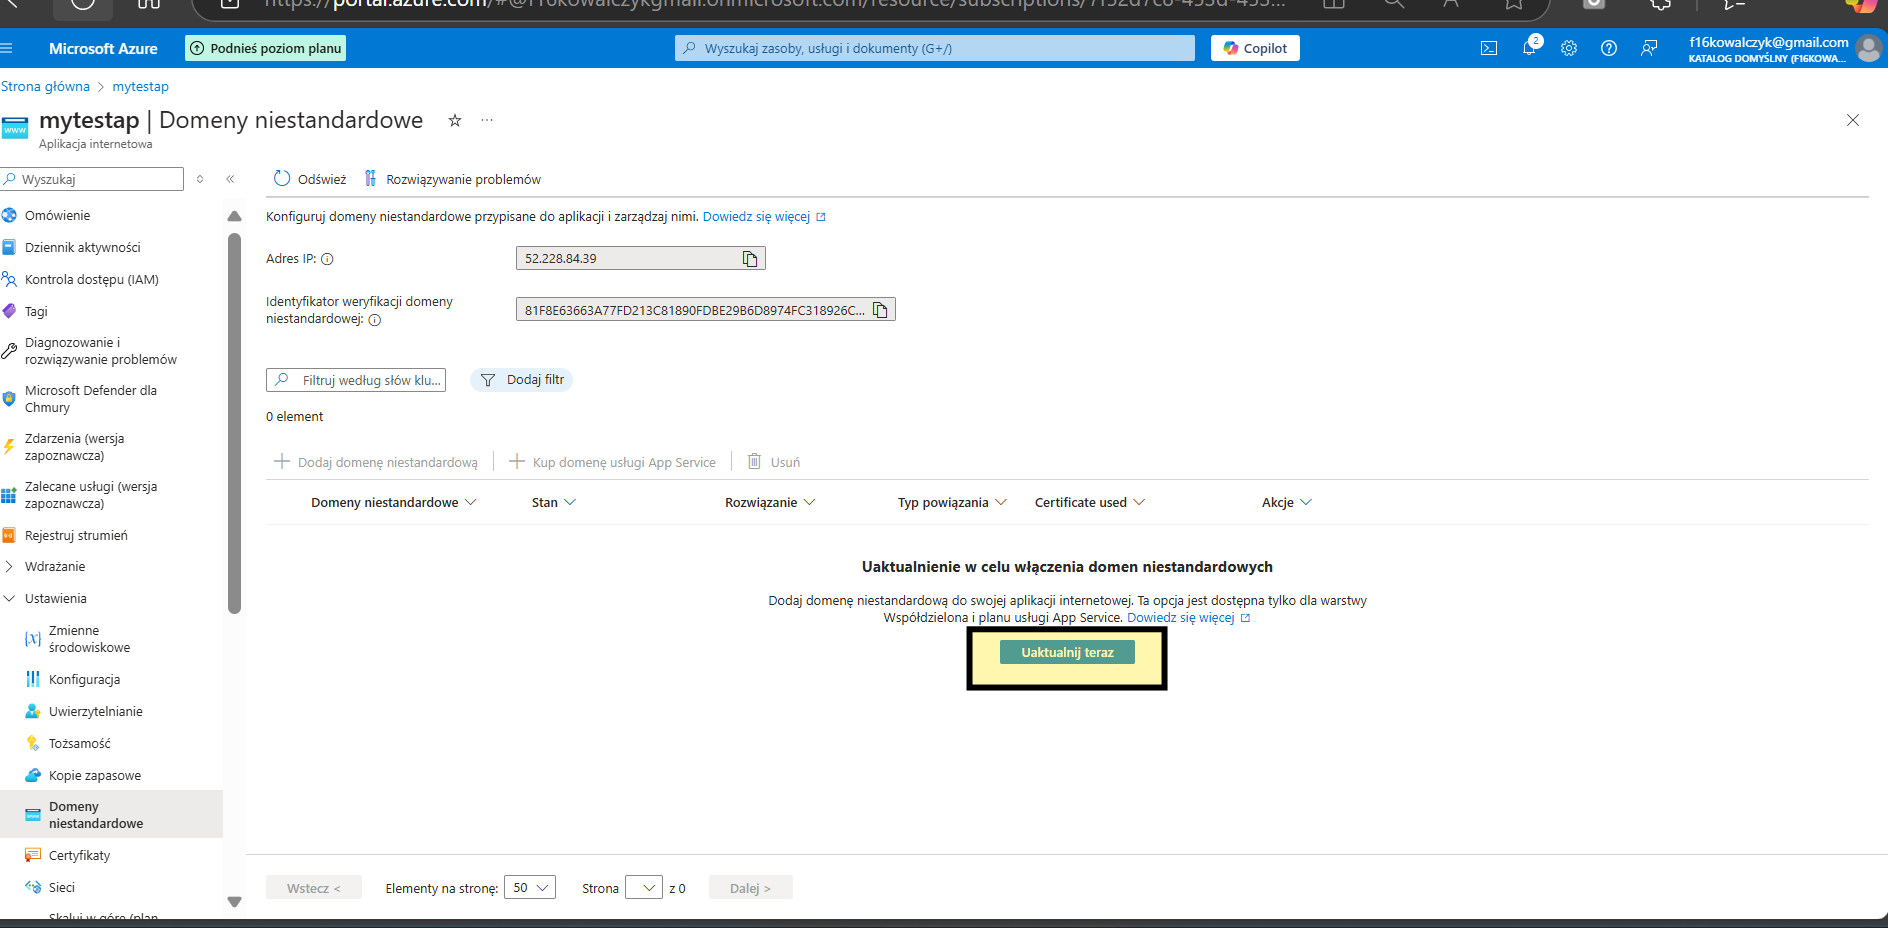 https://portal.azure.com/#@f16kowalczykgmail.onmicrosoft.com/resource/subscriptions/
Microsoft Azure
Podnieś poziom planu
Wyszukaj zasoby, usługi i dokumenty (G+/)
Copilot
2
f16kowalczyk@gmail.com
KATALOG DOMYŚLNY (F16KOWA...
Strona główna > mytestap
mytestap | Domeny niestandardowe
Aplikacja internetowa
Wyszukaj
Odśwież
Rozwiązywanie problemów
Omówienie
Dziennik aktywności
Kontrola dostępu (IAM)
Tagi
Diagnozowanie i
rozwiązywanie problemów
Microsoft Defender dla
Chmury
Zdarzenia (wersja
zapoznawcza)
Zalecane usługi (wersja
zapoznawcza)
Rejestruj strumień
Wdrażanie
Ustawienia
Zmienne
środowiskowe
Konfiguracja
Uwierzytelnianie
Tożsamość
Kopie zapasowe
Domeny
niestandardowe
Certyfikaty
Sieci
Skaluj w górę (plan
Konfiguruj domeny niestandardowe przypisane do aplikacji i zarządzaj nimi. Dowiedz się więcej
Adres IP:
52.228.84.39
Identyfikator weryfikacji domeny
niestandardowej:
81F8E63663A77FD213C81890FDBE29B6D8974FC318926C...
Filtruj według słów klu...
Dodaj filtr
0 element
Dodaj domenę niestandardową
Kup domenę usługi App Service
Usuń
Domeny niestandardowe
Stan
Rozwiązanie
Typ powiązania
Certificate used
Akcje
Uaktualnienie w celu włączenia domen niestandardowych
Dodaj domenę niestandardową do swojej aplikacji internetowej. Ta opcja jest dostępna tylko dla warstwy
Współdzielona i planu usługi App Service. Dowiedz się więcej
Uaktualnij teraz
Wstecz <
Elementy na stronę:
50
Strona
z 0
Dalej >